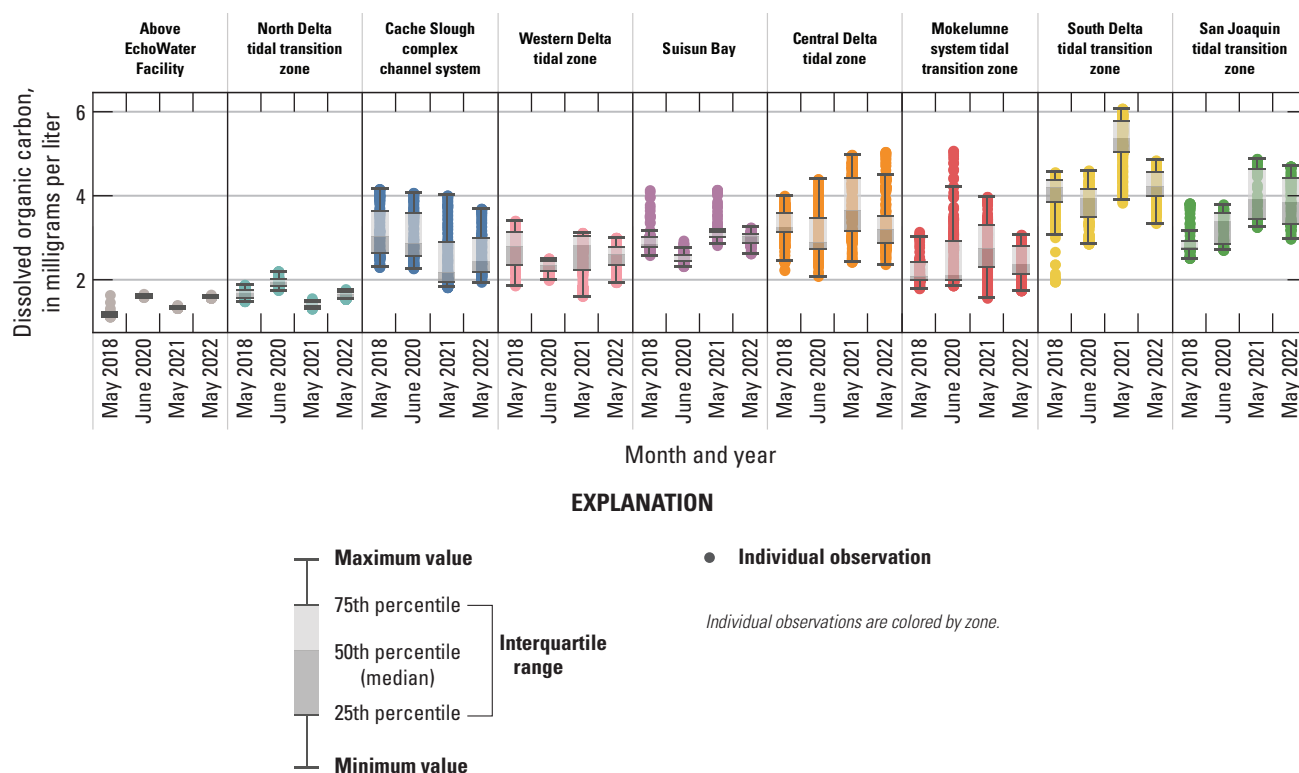 Above
EchoWater
Facility
North Delta
tidal transition
zone
Cache Slough
complex
channel system
Western Delta
tidal zone
Suisun Bay
Central Delta
tidal zone
Mokelumne
system tidal
transition zone
South Delta
tidal transition
zone
San Joaquin
tidal transition
zone
Dissolved organic carbon,
in milligrams per liter
6
4
2
May 2018
June 2020
May 2021
May 2022
May 2018
June 2020
May 2021
May 2022
May 2018
June 2020
May 2021
May 2022
May 2018
June 2020
May 2021
May 2022
May 2018
June 2020
May 2021
May 2022
May 2018
June 2020
May 2021
May 2022
May 2018
June 2020
May 2021
May 2022
May 2018
June 2020
May 2021
May 2022
May 2018
June 2020
May 2021
May 2022
Month and year
EXPLANATION
Maximum value
75th percentile
50th percentile
(median)
25th percentile
Minimum value
Interquartile
range
Individual observation
Individual observations are colored by zone.